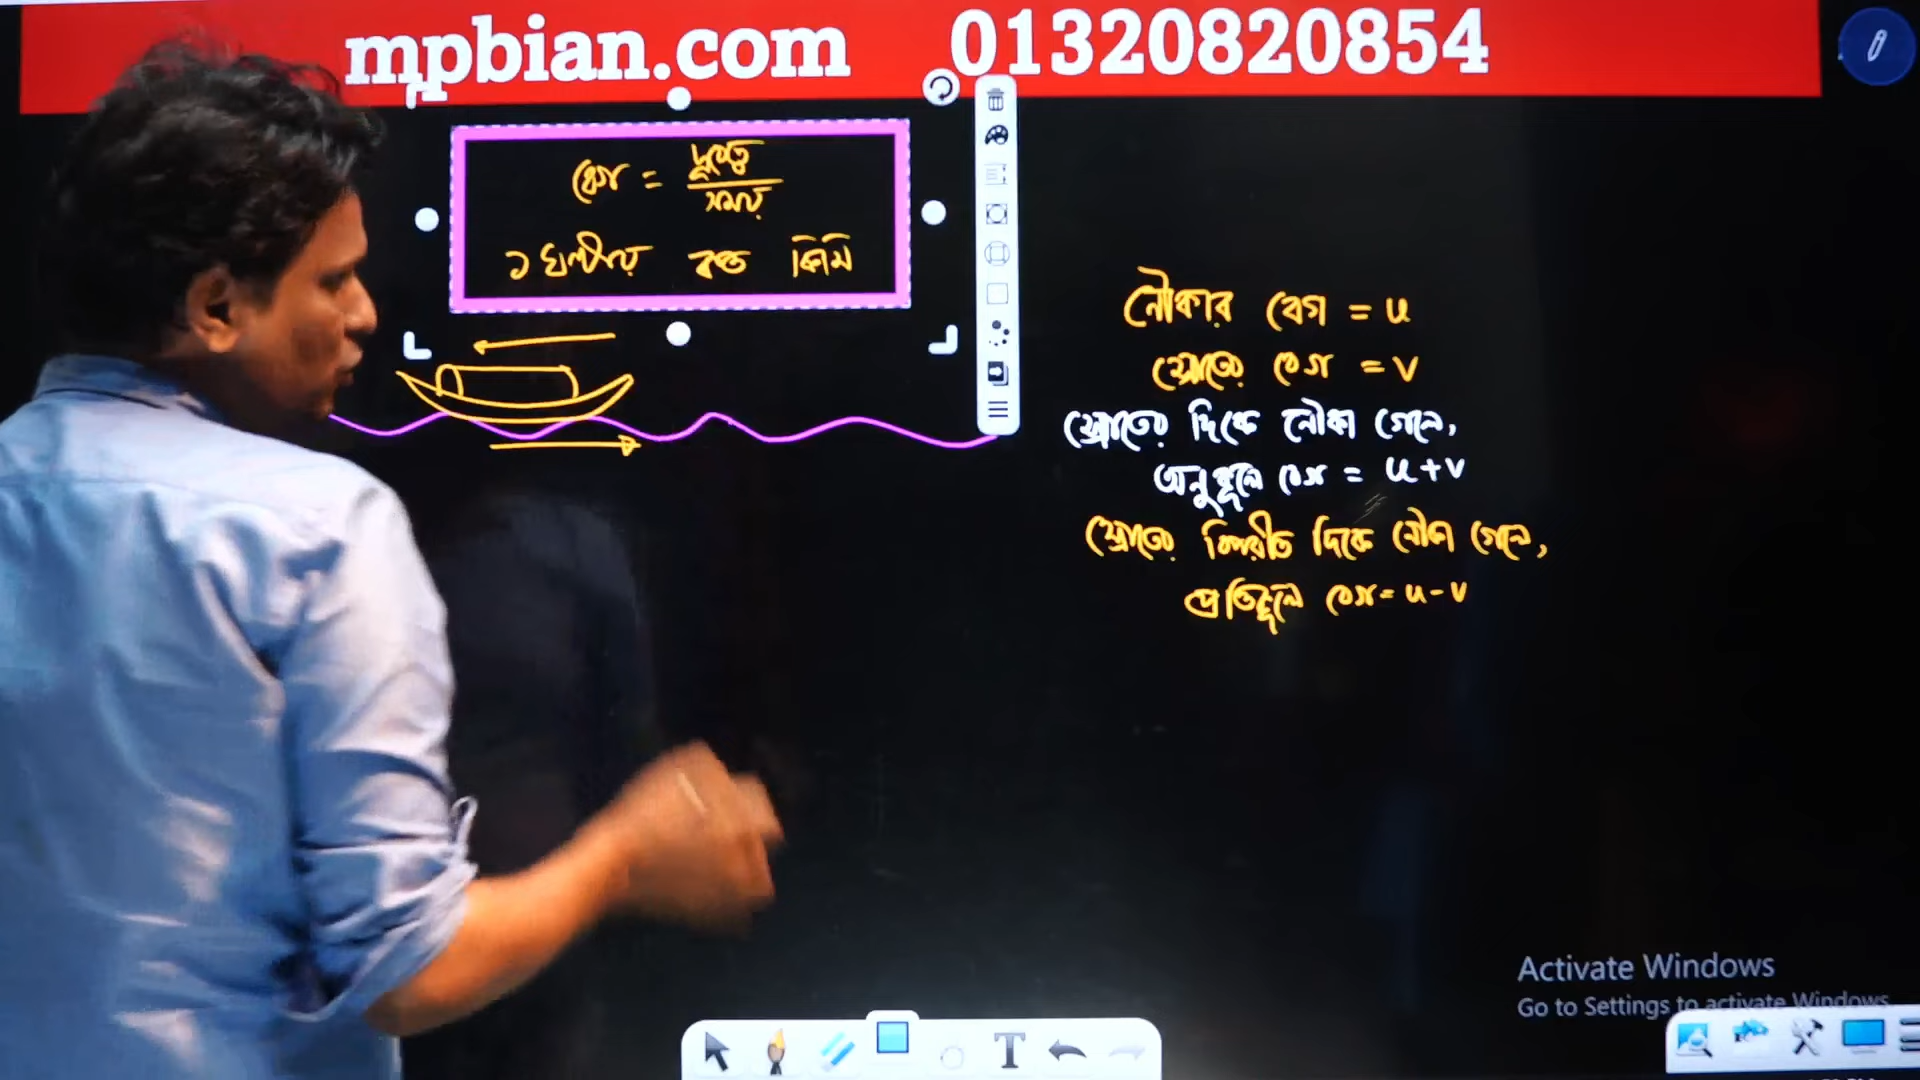 mpbian.com 01320820854
বেগ = দূরত্ব / সময়
১ ঘন্টায় কত কিমি
নৌকার বেগ = u
স্রোতের বেগ = v
স্রোতের দিকে নৌকা গেলে,
অনুকূলে বেগ = u + v
স্রোতের বিপরীত দিকে নৌকা গেলে,
প্রতিকূলে বেগ = u - v
Activate Windows
Go to Settings to activate Windows.
T